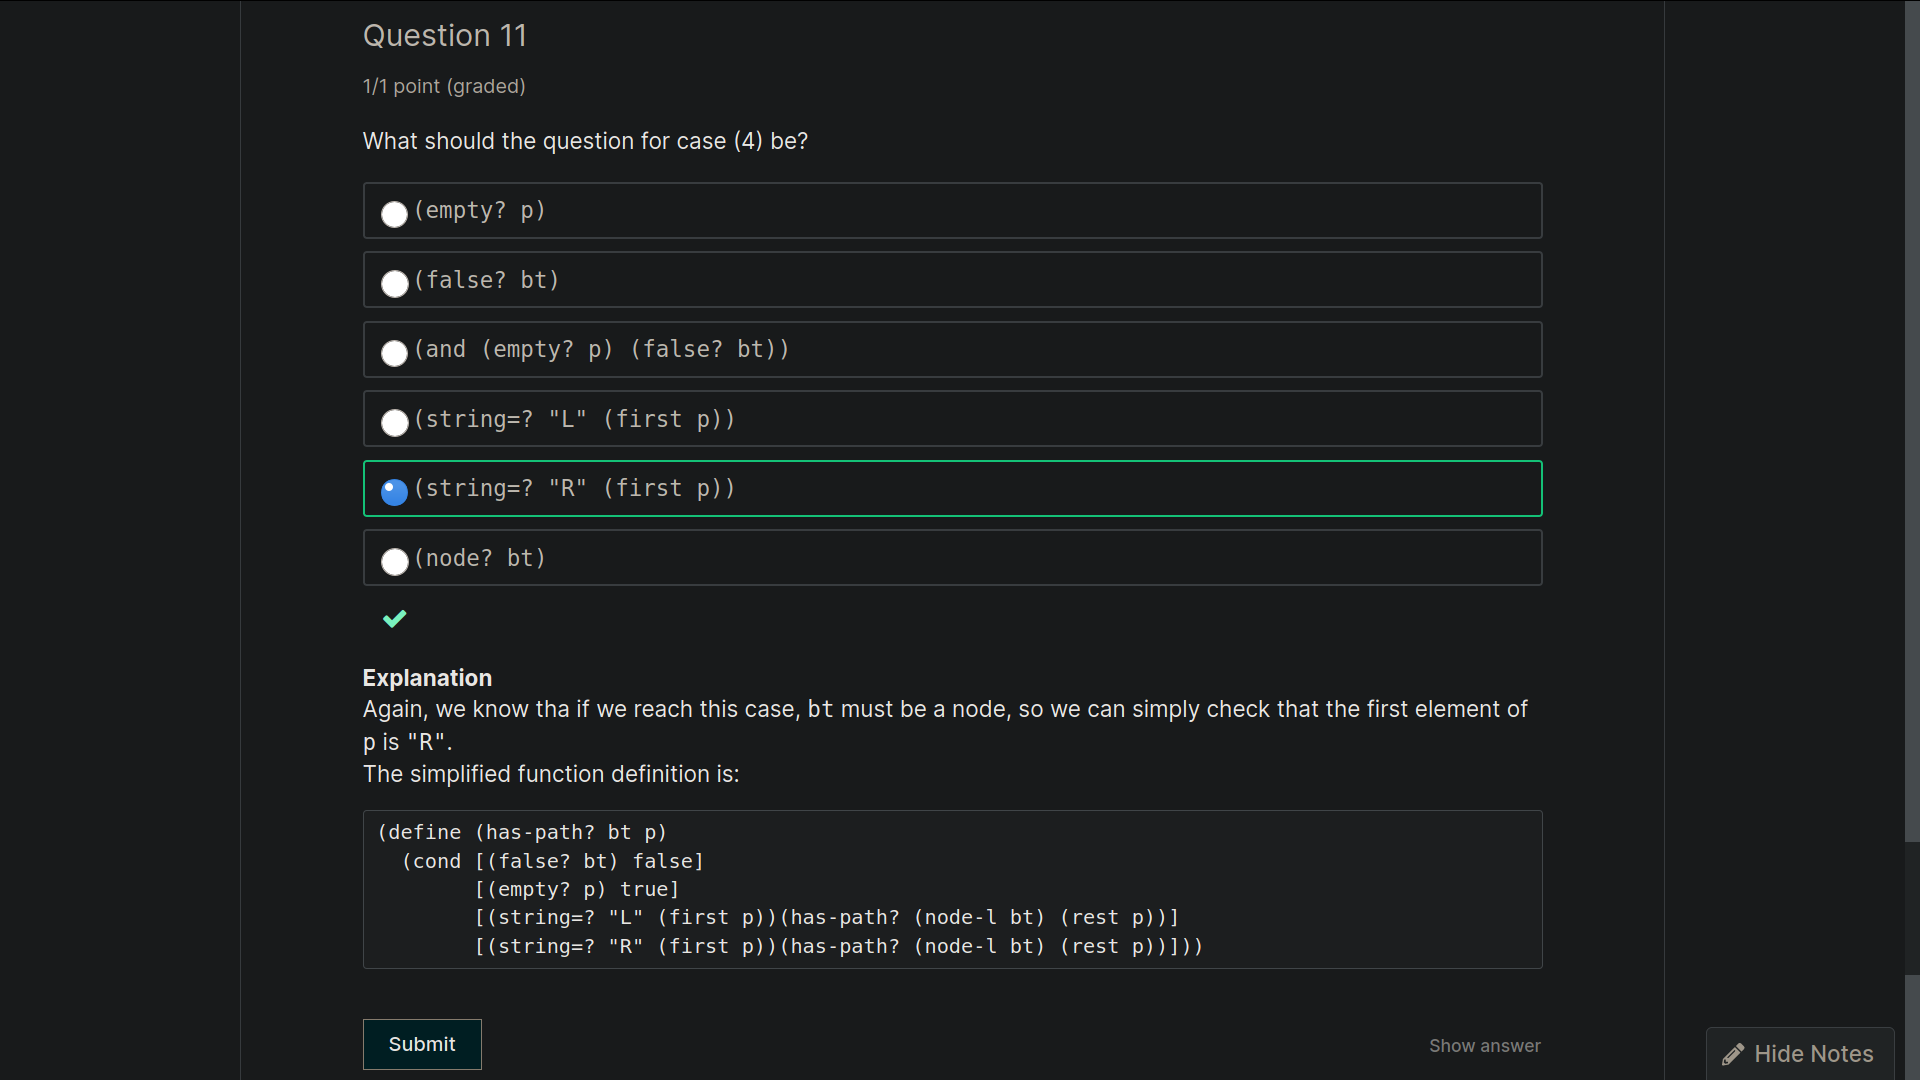 Question 11
1/1 point (graded)
What should the question for case (4) be?
(empty? p)
(false? bt)
(and (empty? p) (false? bt))
(string=? "L" (first p))
(string=? "R" (first p))
(node? bt)
Explanation
Again, we know tha if we reach this case, bt must be a node, so we can simply check that the first element of
p is "R".
The simplified function definition is:
(define (has-path? bt p)
  (cond [(false? bt) false]
        [(empty? p) true]
        [(string=? "L" (first p))(has-path? (node-l bt) (rest p))]
        [(string=? "R" (first p))(has-path? (node-l bt) (rest p))]))
Submit
Show answer
Hide Notes